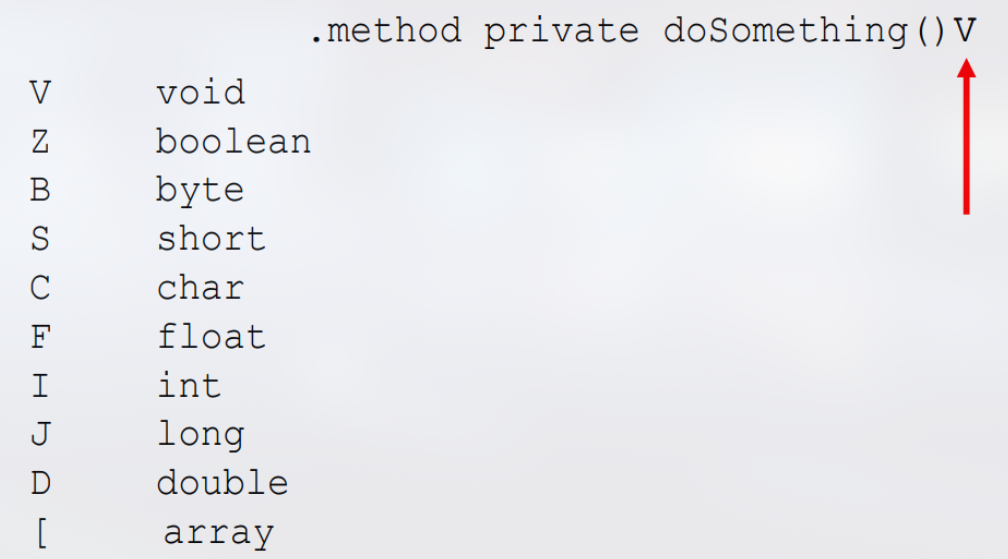 .method private doSomething()V
V void
Z boolean
B byte
S short
C char
F float
I int
J long
D double
[ array